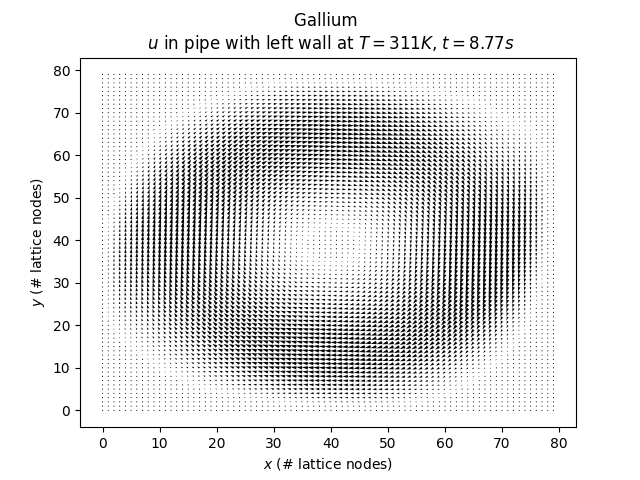 Gallium
u in pipe with left wall at T = 311K, t = 8.77s
80
70
60
50
40
30
20
10
0
y (# lattice nodes)
0 10 20 30 40 50 60 70 80
x (# lattice nodes)